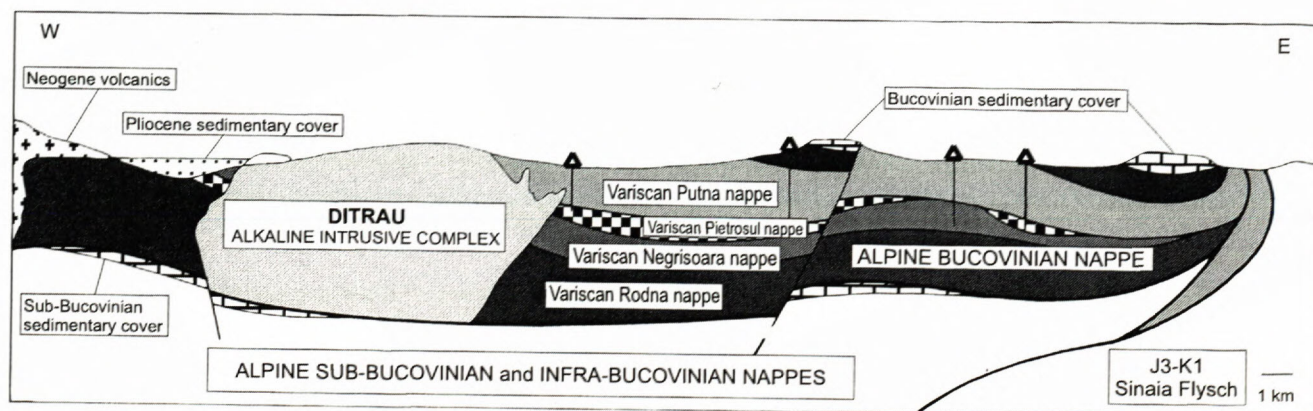 W
E
Neogene volcanics
Bucovinian sedimentary cover
Pliocene sedimentary cover
Variscan Putna nappe
DITRAU
ALKALINE INTRUSIVE COMPLEX
Variscan Pietrosul nappe
Variscan Negrisoara nappe
ALPINE BUCOVINIAN NAPPE
Variscan Rodna nappe
Sub-Bucovinian
sedimentary cover
ALPINE SUB-BUCOVINIAN and INFRA-BUCOVINIAN NAPPES
J3-K1
Sinaia Flysch
1 km